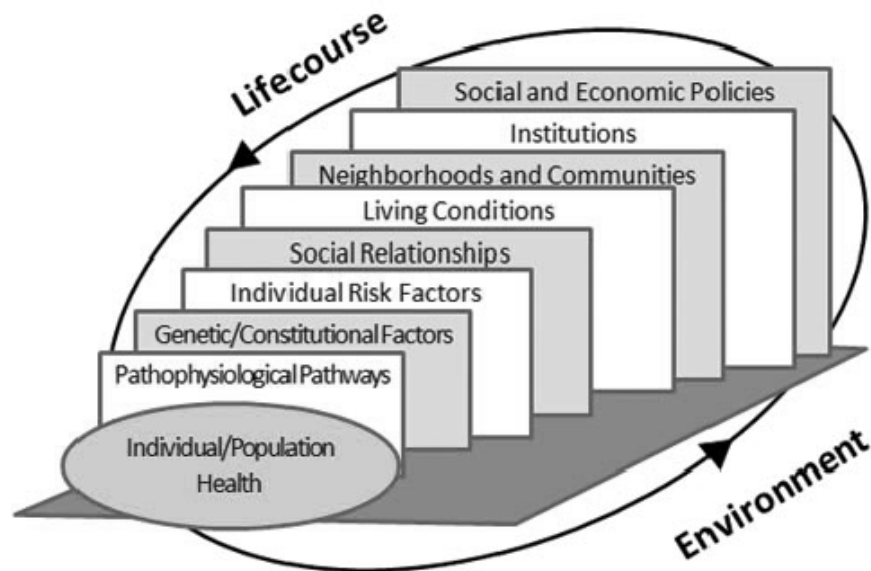 Lifecourse
Social and Economic Policies
Institutions
Neighborhoods and Communities
Living Conditions
Social Relationships
Individual Risk Factors
Genetic/Constitutional Factors
Pathophysiological Pathways
Individual/Population
Health
Environment